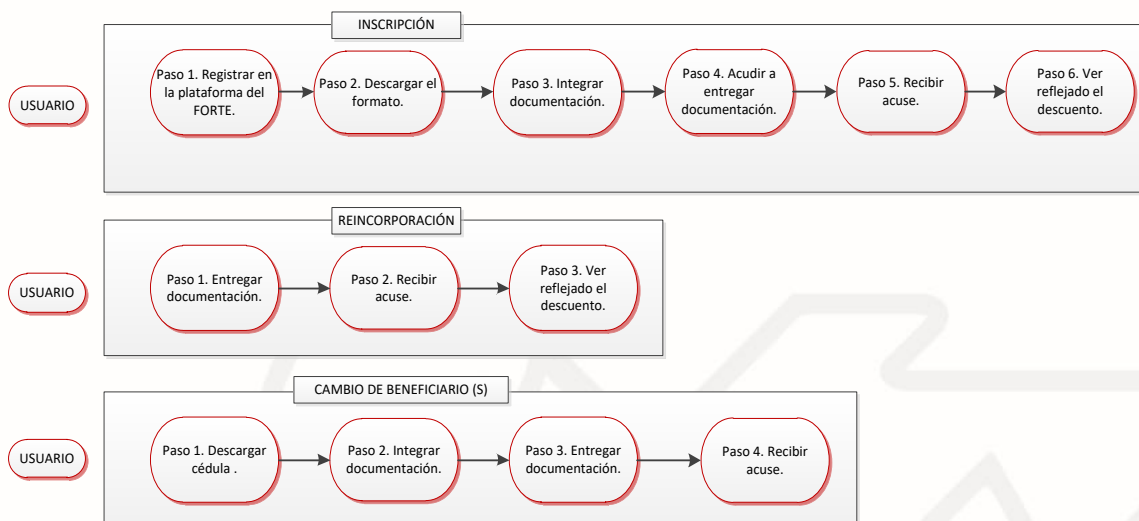 INSCRIPCIÓN
USUARIO
Paso 1. Registrar en
la plataforma del
FORTE.
Paso 2. Descargar el
formato.
Paso 3. Integrar
documentación.
Paso 4. Acudir a
entregar
documentación.
Paso 5. Recibir
acuse.
Paso 6. Ver
reflejado el
descuento.
REINCORPORACIÓN
USUARIO
Paso 1. Entregar
documentación.
Paso 2. Recibir
acuse.
Paso 3. Ver
reflejado el
descuento.
CAMBIO DE BENEFICIARIO (S)
USUARIO
Paso 1. Descargar
cédula .
Paso 2. Integrar
documentación.
Paso 3. Entregar
documentación.
Paso 4. Recibir
acuse.